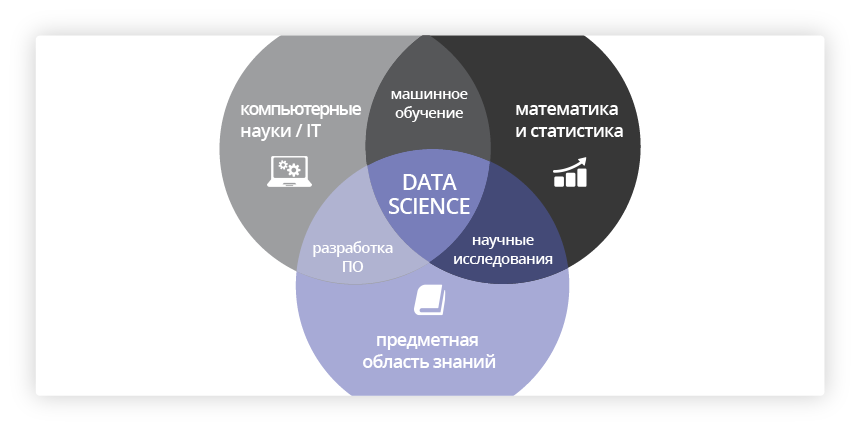 компьютерные
науки / IT
машинное
обучение
математика
и статистика
DATA
SCIENCE
разработка
ПО
научные
исследования
предметная
область знаний